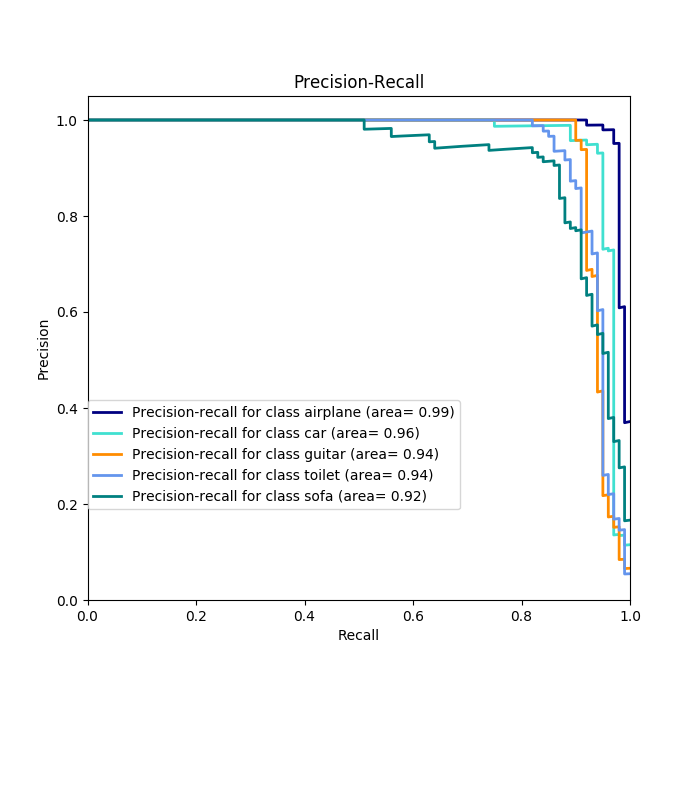 Precision-Recall
1.0
0.8
0.6
0.4
0.2
0.0
Precision
Precision-recall for class airplane (area= 0.99)
Precision-recall for class car (area= 0.96)
Precision-recall for class guitar (area= 0.94)
Precision-recall for class toilet (area= 0.94)
Precision-recall for class sofa (area= 0.92)
0.0 0.2 0.4 0.6 0.8 1.0
Recall